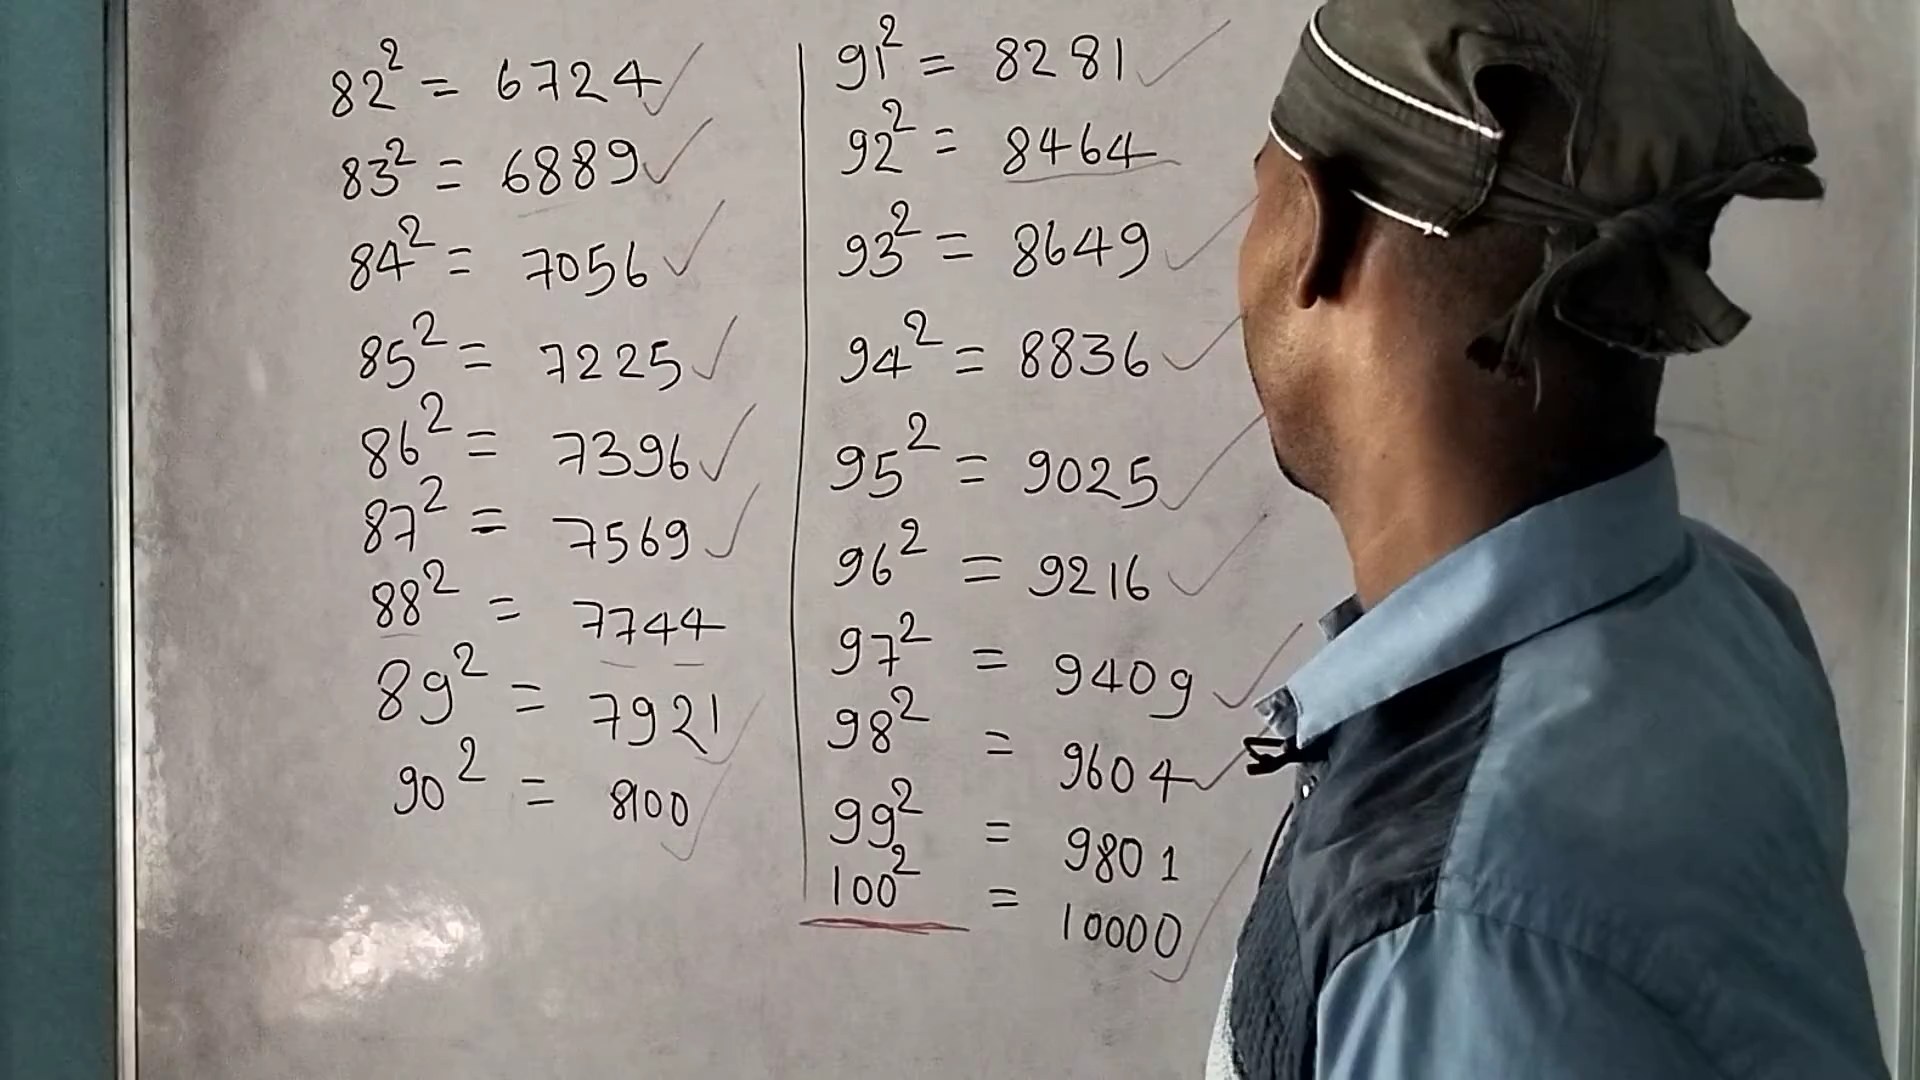 82² = 6724
83² = 6889
84² = 7056
85² = 7225
86² = 7396
87² = 7569
88² = 7744
89² = 7921
90² = 8100
91² = 8281
92² = 8464
93² = 8649
94² = 8836
95² = 9025
96² = 9216
97² = 9409
98² = 9604
99² = 9801
100² = 10000